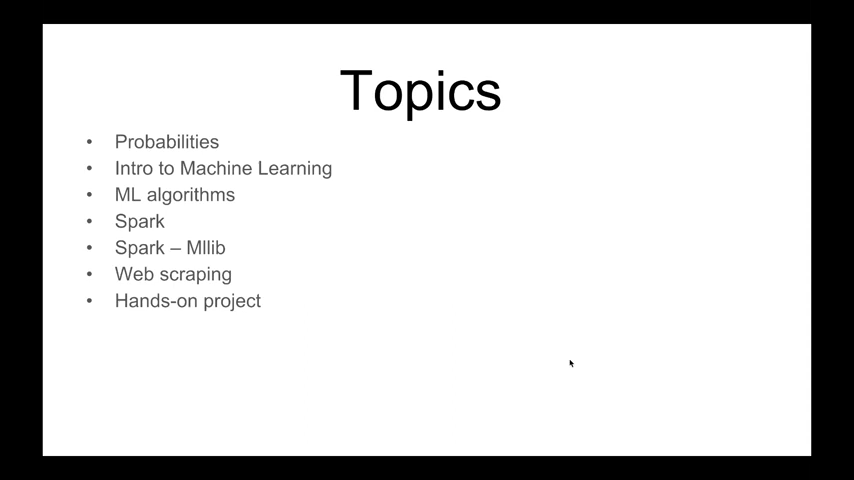 Topics
• Probabilities
• Intro to Machine Learning
• ML algorithms
• Spark
• Spark – Mllib
• Web scraping
• Hands-on project